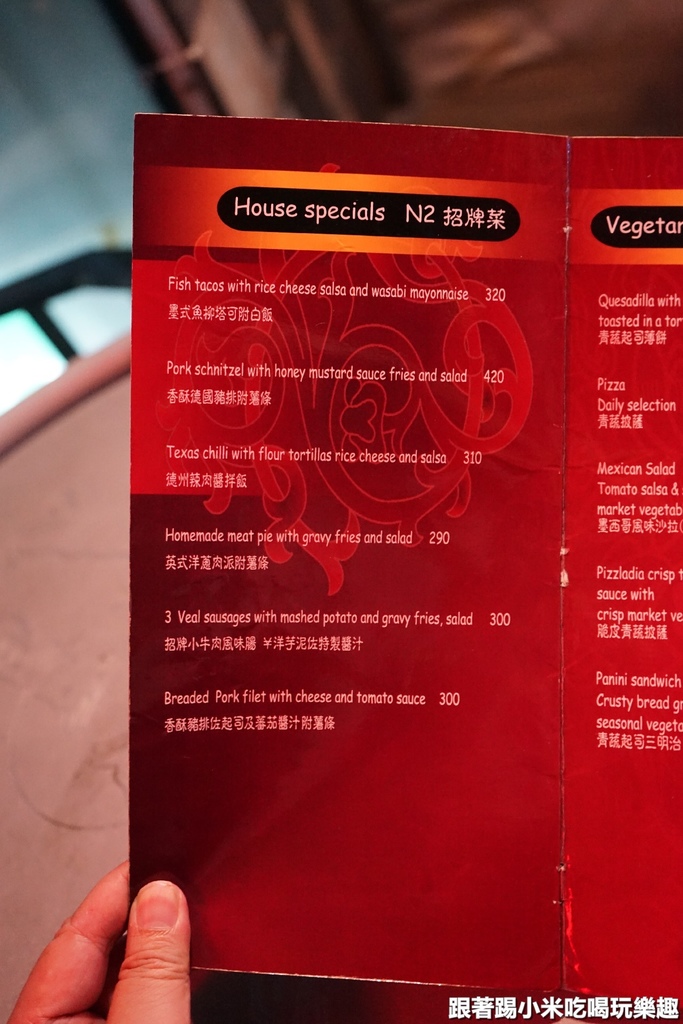 House specials N2 招牌菜
Fish tacos with rice cheese salsa and wasabi mayonnaise 320
墨式魚柳塔可附白飯
Pork schnitzel with honey mustard sauce fries and salad 420
香酥德國豬排附薯條
Texas chilli with flour tortillas rice cheese and salsa 310
德州辣肉醬拌飯
Homemade meat pie with gravy fries and salad 290
英式洋蔥肉派附薯條
3 Veal sausages with mashed potato and gravy fries, salad 300
招牌小牛肉風味腸 ¥洋芋泥佐特製醬汁
Breaded Pork filet with cheese and tomato sauce 300
香酥豬排佐起司及蕃茄醬汁附薯條
Vegetar
Quesadilla with
toasted in a tor
青蔬起司薄餅
Pizza
Daily selection
青蔬披薩
Mexican Salad
Tomato salsa &
market vegetab
墨西哥風味沙拉(
Pizzladia crisp t
sauce with
crisp market ve
脆皮青蔬披薩
Panini sandwich
Crusty bread gr
seasonal vegeta
青蔬起司三明治
跟著踢小米吃喝玩樂趣